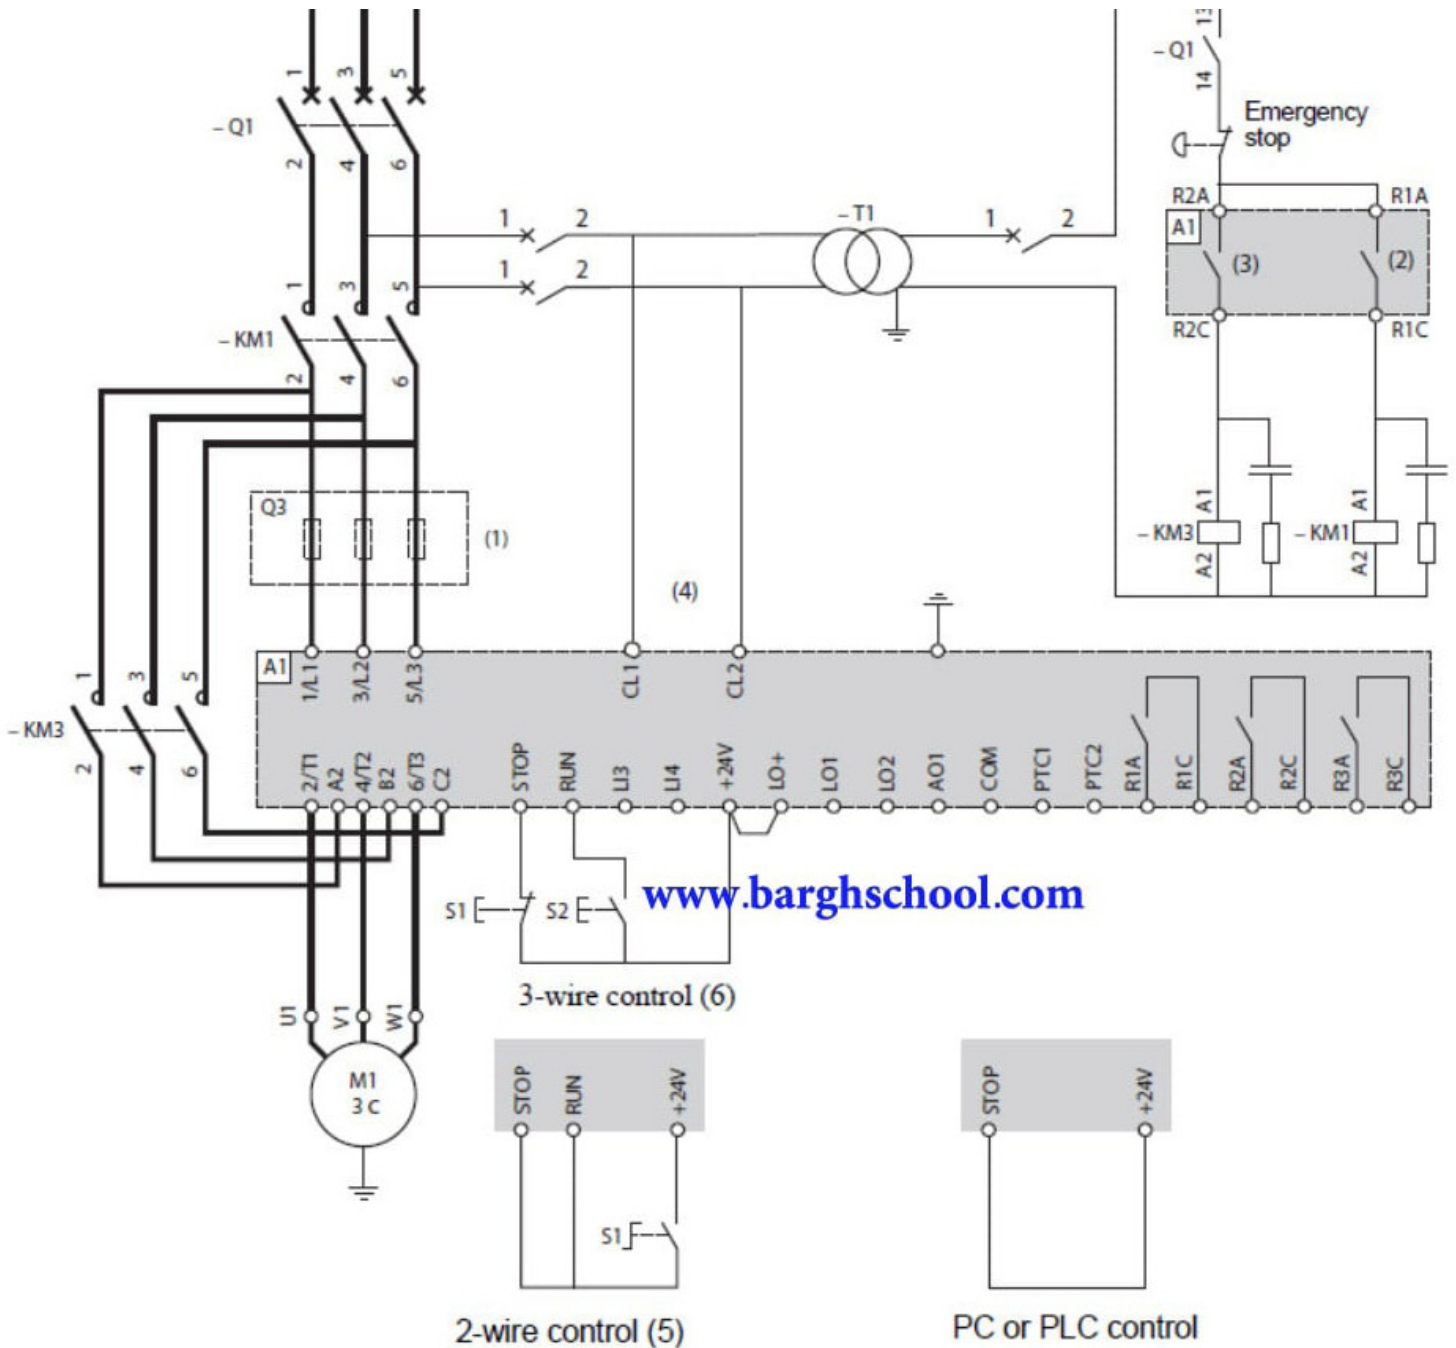 13
– Q1
14
1
3
5
– Q1
2
4
6
Emergency
stop
R2A
R1A
A1
(3)
(2)
R2C
R1C
1
2
– T1
1
2
1
2
1
3
5
– KM1
2
4
6
Q3
(1)
(4)
A1
– KM3
A2
A1
– KM1
A2
A1
1/L1
3/L2
5/L3
CL1
CL2
1
3
5
– KM3
2
4
6
2/T1
A2
4/T2
B2
6/T3
C2
STOP
RUN
LI3
LI4
+24V
LO+
LO1
LO2
AO1
COM
PTC1
PTC2
R1A
R1C
R2A
R2C
R3A
R3C
S1
S2
www.barghschool.com
3-wire control (6)
U1
V1
W1
M1
3 C
STOP
RUN
+24V
S1
2-wire control (5)
STOP
+24V
PC or PLC control